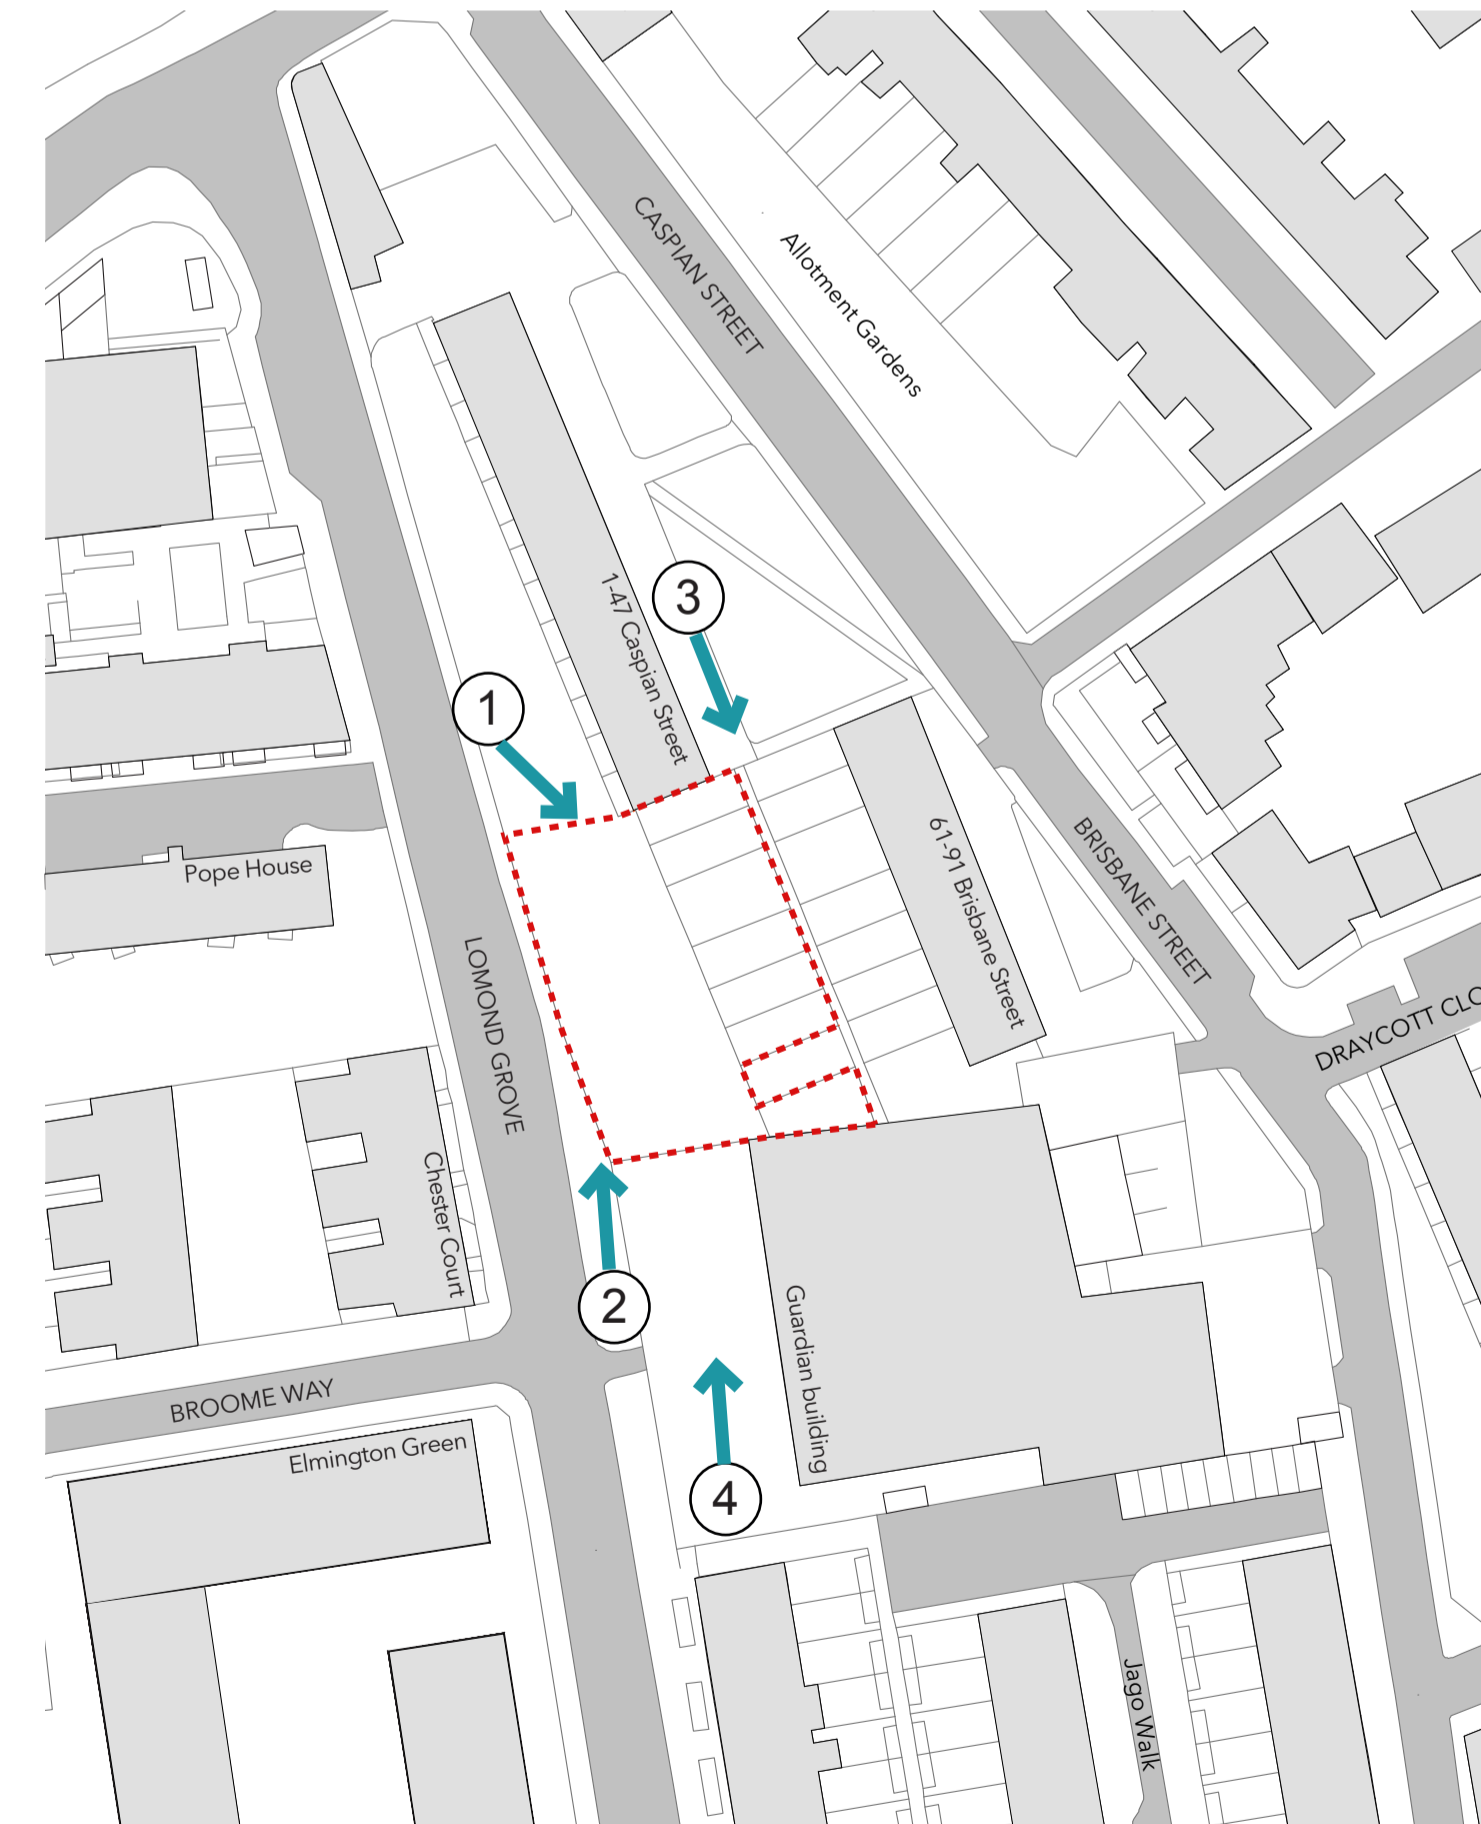 CASPIAN STREET
Allotment Gardens
1-47 Caspian Street
3
1
61-91 Brisbane Street
BRISBANE STREET
Pope House
LOMOND GROVE
DRAYCOTT CLO
Chester Court
2
Guardian building
BROOME WAY
Elmington Green
4
Jago Walk